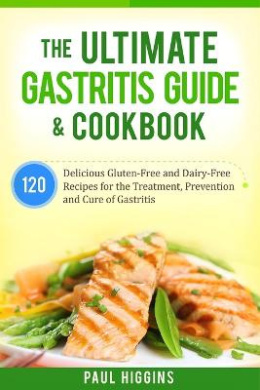 THE ULTIMATE
GASTRITIS GUIDE
& COOKBOOK
120
Delicious Gluten-Free and Dairy-Free
Recipes for the Treatment, Prevention
and Cure of Gastritis
PAUL HIGGINS